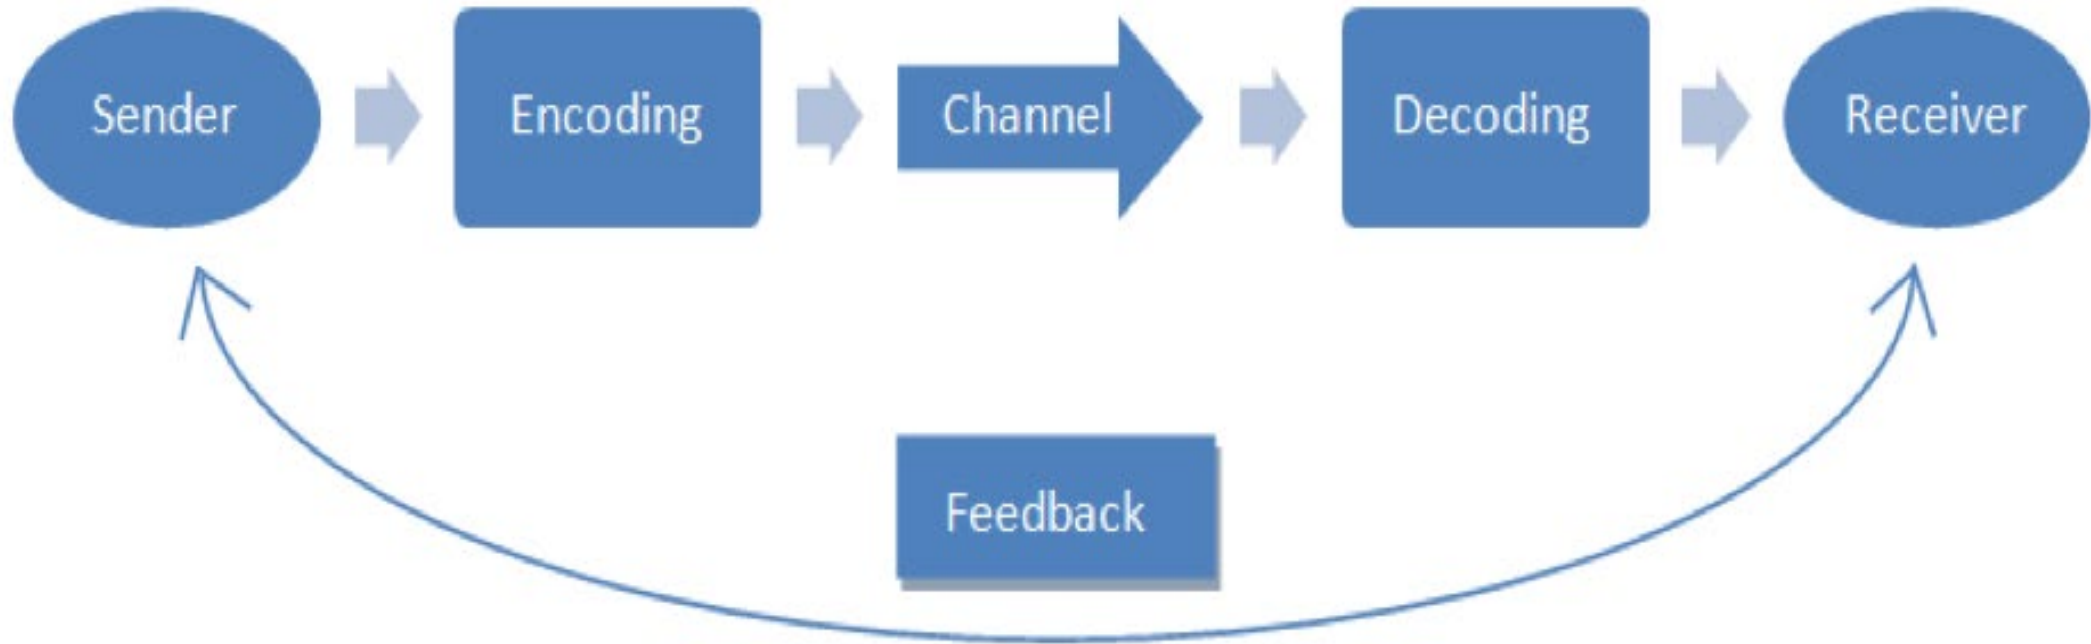 Sender
Encoding
Channel
Decoding
Receiver
Feedback